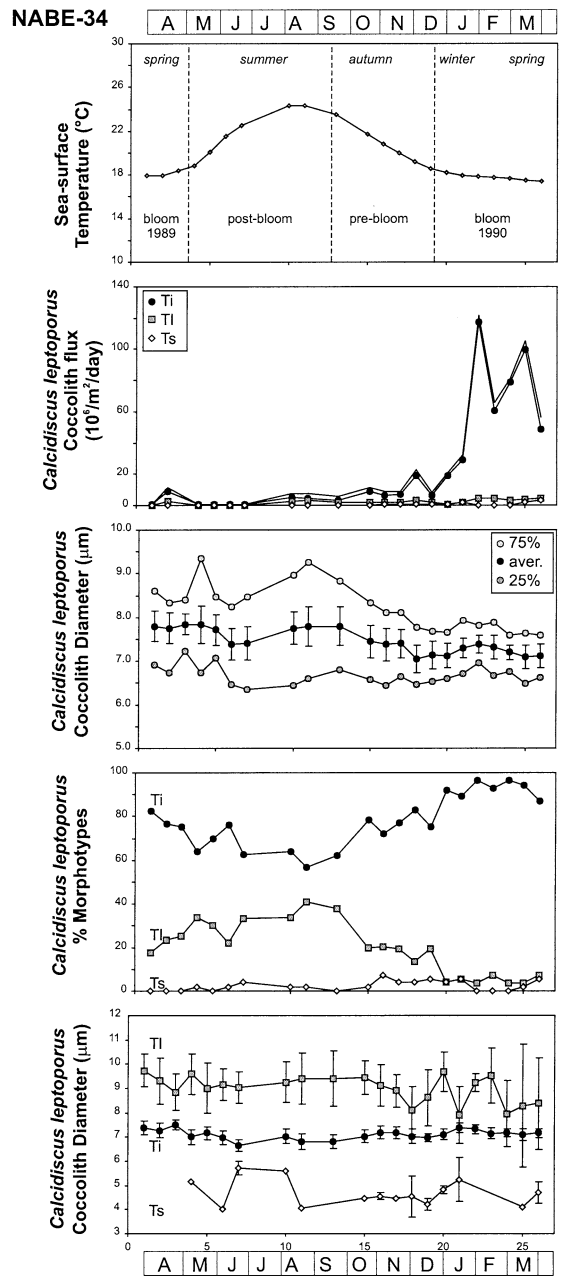 NABE-34
A M J J A S O N D J F M
30
26
22
18
14
10
Sea-surface
Temperature (°C)
spring summer autumn winter spring
bloom
1989
post-bloom
pre-bloom
bloom
1990
140
100
60
20
0
Calcidiscus leptoporus
Coccolith flux
(10⁶/m²/day)
Ti
Tl
Ts
10.0
9.0
8.0
7.0
6.0
5.0
Calcidiscus leptoporus
Coccolith Diameter (µm)
75%
aver.
25%
100
80
60
40
20
0
Calcidiscus leptoporus
% Morphotypes
Ti
Tl
Ts
12
11
10
9
8
7
6
5
4
3
Calcidiscus leptoporus
Coccolith Diameter (µm)
Tl
Ti
Ts
0 5 10 15 20 25
A M J J A S O N D J F M